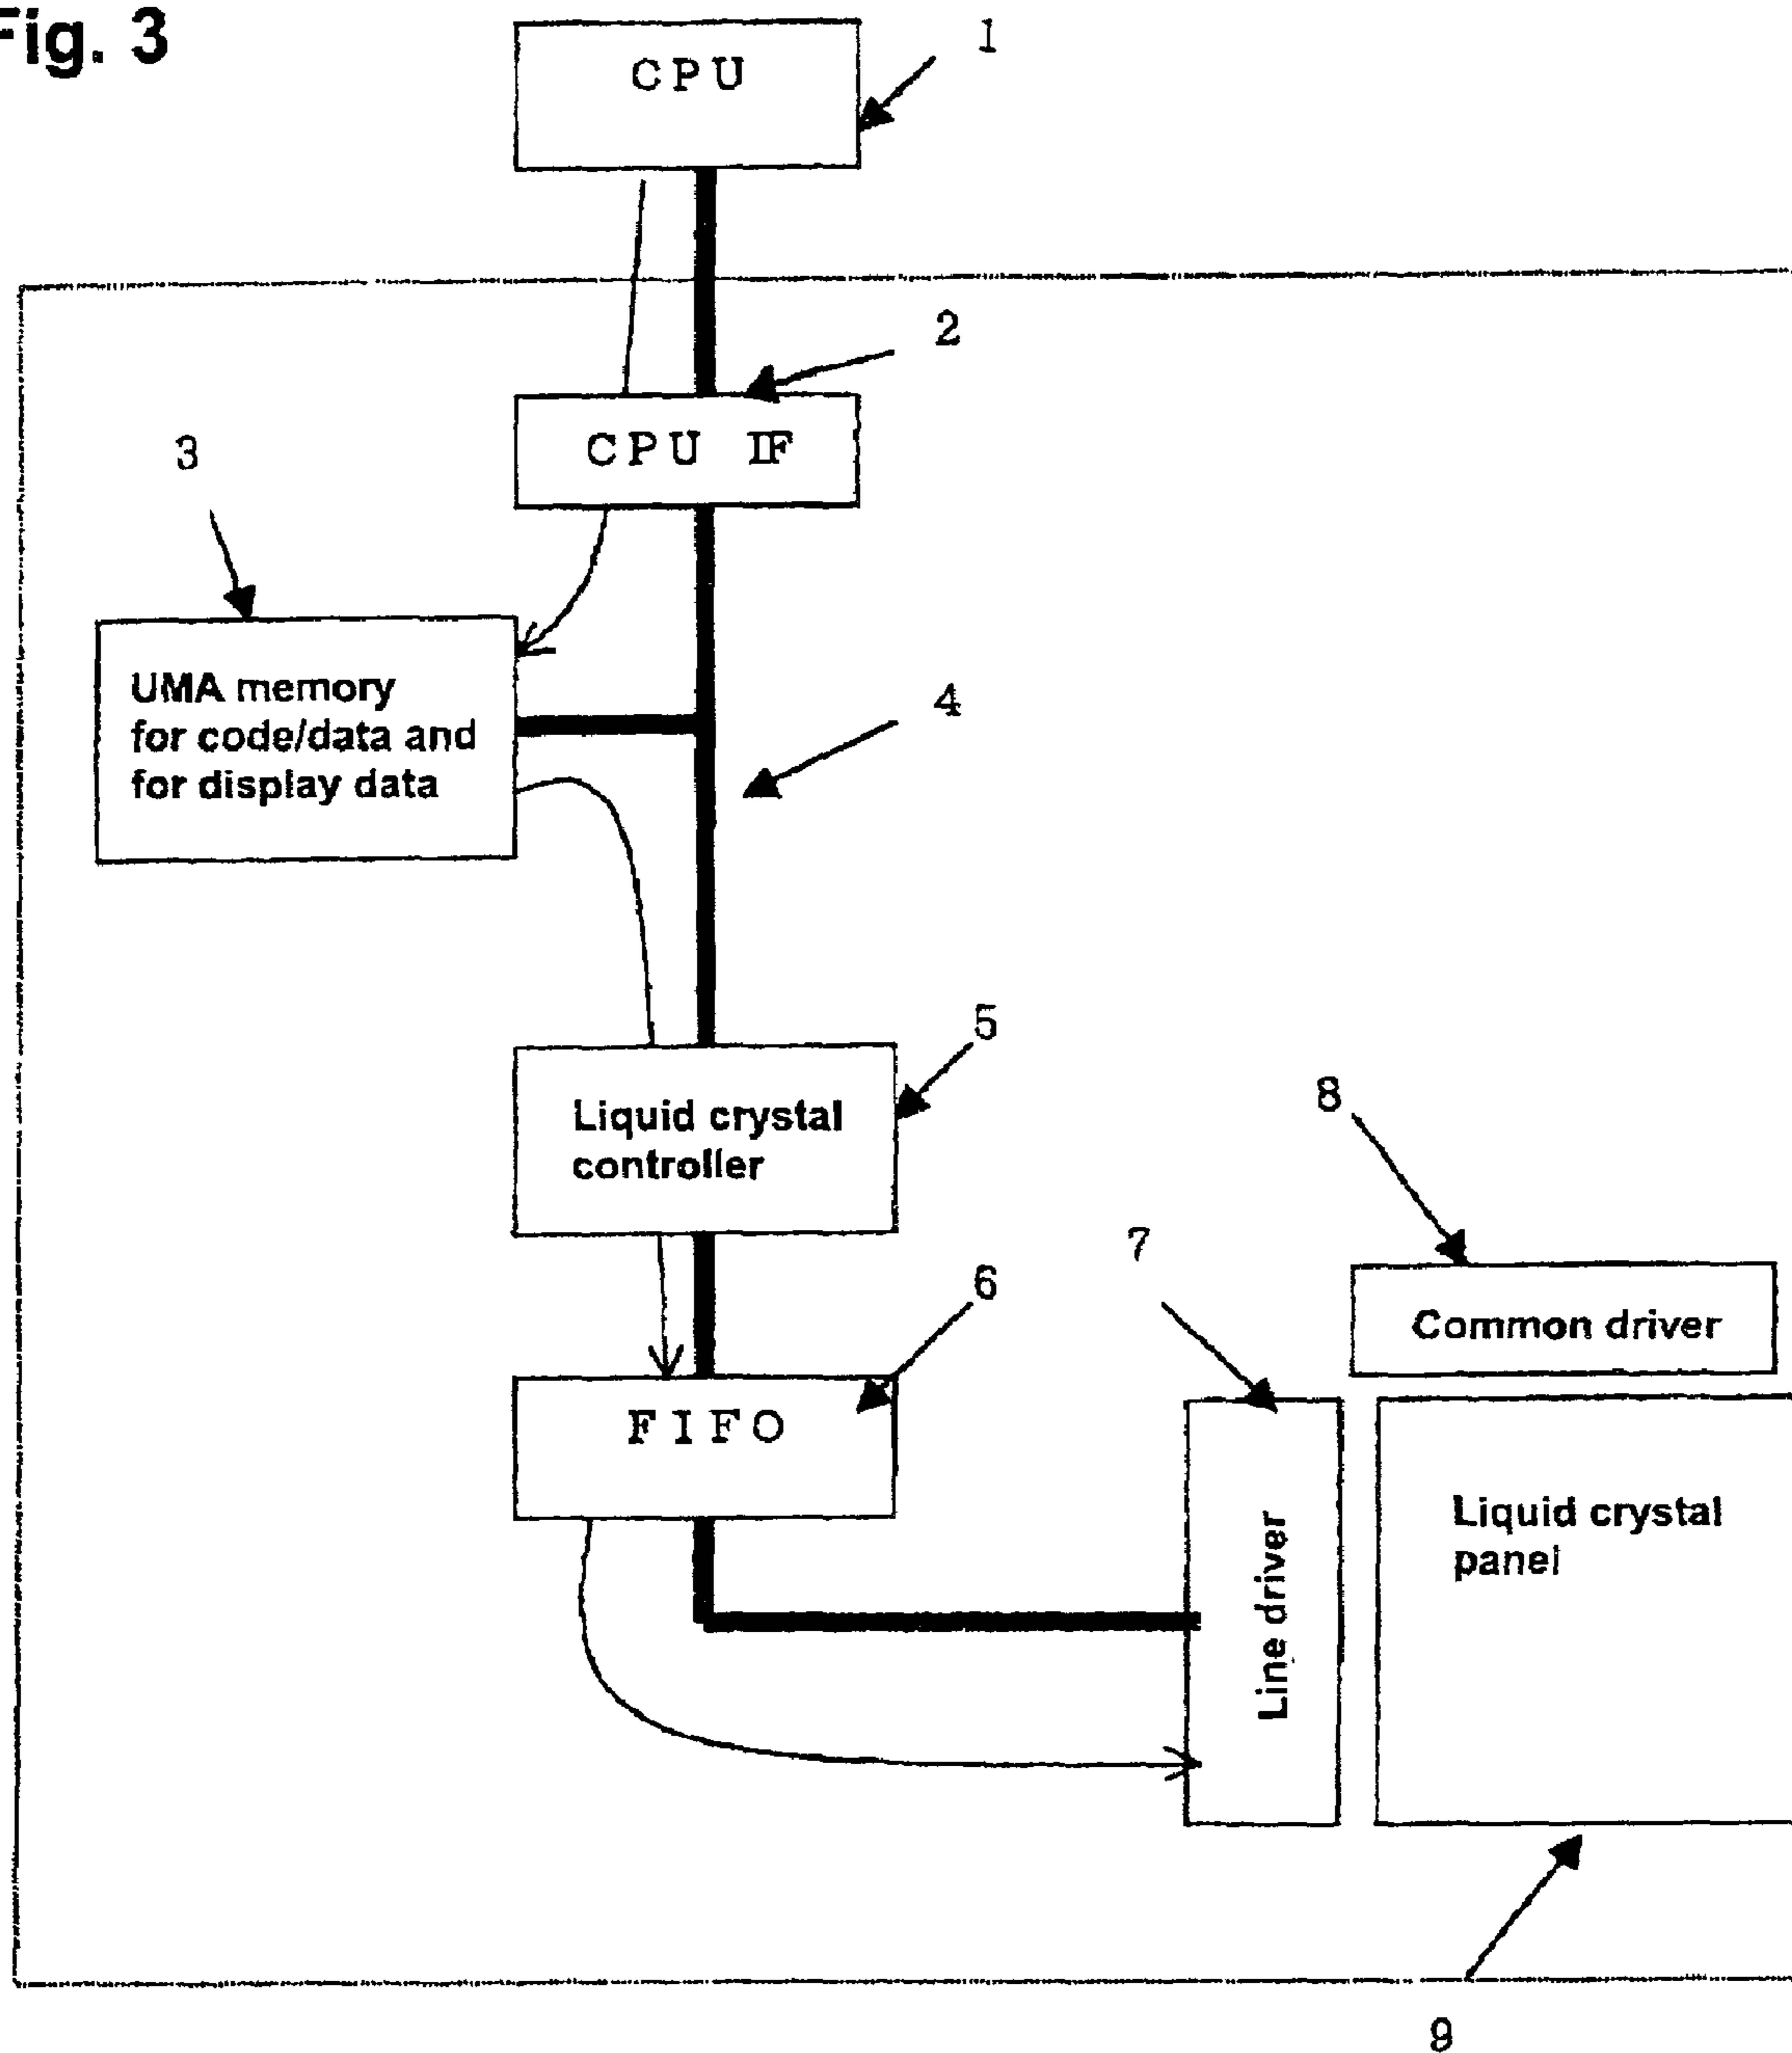 Fig. 3
CPU
1
2
CPU IF
3
UMA memory
for code/data and
for display data
4
5
Liquid crystal
controller
8
7
6
Common driver
FIFO
Line driver
Liquid crystal
panel
9